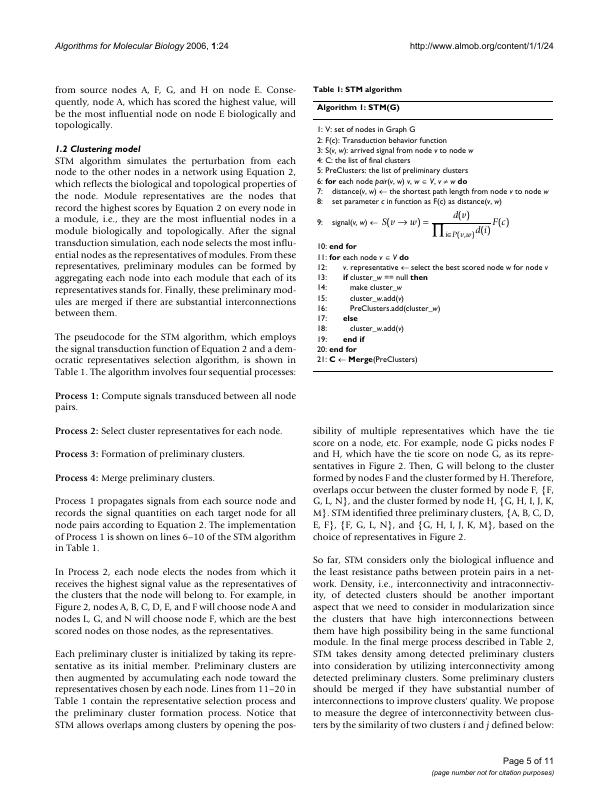 Algorithms for Molecular Biology 2006, 1:24
http://www.almob.org/content/1/1/24
from source nodes A, F, G, and H on node E. Conse-
quently, node A, which has scored the highest value, will
be the most influential node on node E biologically and
topologically.
1.2 Clustering model
STM algorithm simulates the perturbation from each
node to the other nodes in a network using Equation 2,
which reflects the biological and topological properties of
the node. Module representatives are the nodes that
record the highest scores by Equation 2 on every node in
a module, i.e., they are the most influential nodes in a
module biologically and topologically. After the signal
transduction simulation, each node selects the most influ-
ential nodes as the representatives of modules. From these
representatives, preliminary modules can be formed by
aggregating each node into each module that each of its
representatives stands for. Finally, these preliminary mod-
ules are merged if there are substantial interconnections
between them.
The pseudocode for the STM algorithm, which employs
the signal transduction function of Equation 2 and a dem-
ocratic representatives selection algorithm, is shown in
Table 1. The algorithm involves four sequential processes:
Process 1: Compute signals transduced between all node
pairs.
Process 2: Select cluster representatives for each node.
Process 3: Formation of preliminary clusters.
Process 4: Merge preliminary clusters.
Process 1 propagates signals from each source node and
records the signal quantities on each target node for all
node pairs according to Equation 2. The implementation
of Process 1 is shown on lines 6–10 of the STM algorithm
in Table 1.
In Process 2, each node elects the nodes from which it
receives the highest signal value as the representatives of
the clusters that the node will belong to. For example, in
Figure 2, nodes A, B, C, D, E, and F will choose node A and
nodes L, G, and N will choose node F, which are the best
scored nodes on those nodes, as the representatives.
Each preliminary cluster is initialized by taking its repre-
sentative as its initial member. Preliminary clusters are
then augmented by accumulating each node toward the
representatives chosen by each node. Lines from 11–20 in
Table 1 contain the representative selection process and
the preliminary cluster formation process. Notice that
STM allows overlaps among clusters by opening the pos-
Table 1: STM algorithm
Algorithm 1: STM(G)
1: V: set of nodes in Graph G
2: F(c): Transduction behavior function
3: S(v, w): arrived signal from node v to node w
4: C: the list of final clusters
5: PreClusters: the list of preliminary clusters
6: for each node pair(v, w) v, w ∈ V, v ≠ w do
7: distance(v, w) ← the shortest path length from node v to node w
8: set parameter c in function as F(c) as distance(v, w)
9: signal(v, w) ← S(v → w) = d(v) / ∏ i∈P(v,w) d(i) F(c)
10: end for
11: for each node v ∈ V do
12: v. representative ← select the best scored node w for node v
13: if cluster_w == null then
14: make cluster_w
15: cluster_w.add(v)
16: PreClusters.add(cluster_w)
17: else
18: cluster_w.add(v)
19: end if
20: end for
21: C ← Merge(PreClusters)
sibility of multiple representatives which have the tie
score on a node, etc. For example, node G picks nodes F
and H, which have the tie score on node G, as its repre-
sentatives in Figure 2. Then, G will belong to the cluster
formed by nodes F and the cluster formed by H. Therefore,
overlaps occur between the cluster formed by node F, {F,
G, L, N}, and the cluster formed by node H, {G, H, I, J, K,
M}. STM identified three preliminary clusters, {A, B, C, D,
E, F}, {F, G, L, N}, and {G, H, I, J, K, M}, based on the
choice of representatives in Figure 2.
So far, STM considers only the biological influence and
the least resistance paths between protein pairs in a net-
work. Density, i.e., interconnectivity and intraconnectiv-
ity, of detected clusters should be another important
aspect that we need to consider in modularization since
the clusters that have high interconnections between
them have high possibility being in the same functional
module. In the final merge process described in Table 2,
STM takes density among detected preliminary clusters
into consideration by utilizing interconnectivity among
detected preliminary clusters. Some preliminary clusters
should be merged if they have substantial number of
interconnections to improve clusters' quality. We propose
to measure the degree of interconnectivity between clus-
ters by the similarity of two clusters i and j defined below:
Page 5 of 11
(page number not for citation purposes)